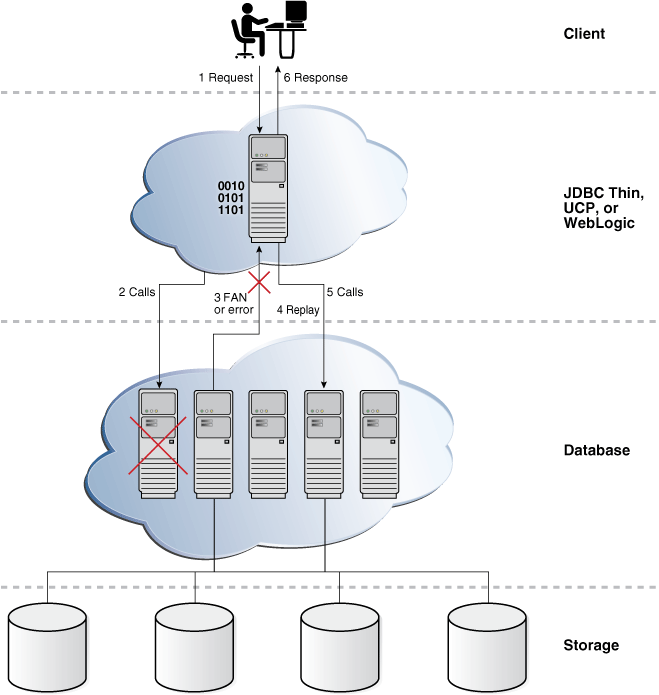 Client
1 Request
6 Response
0010
0101
1101
JDBC Thin,
UCP, or
WebLogic
2 Calls
3 FAN
or error
4 Replay
5 Calls
Database
Storage